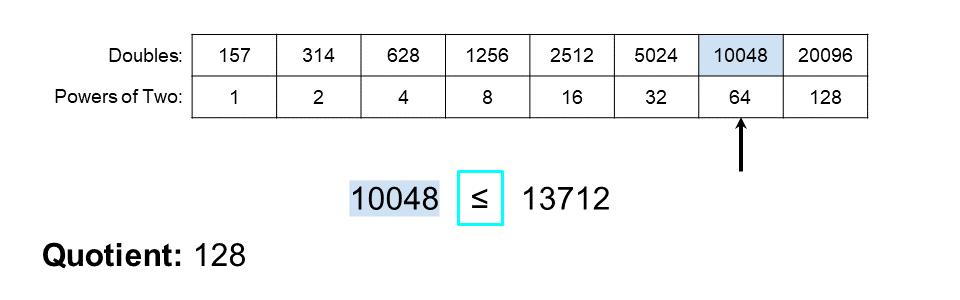 Doubles: 157 314 628 1256 2512 5024 10048 20096
Powers of Two: 1 2 4 8 16 32 64 128
10048 ≤ 13712
Quotient: 128